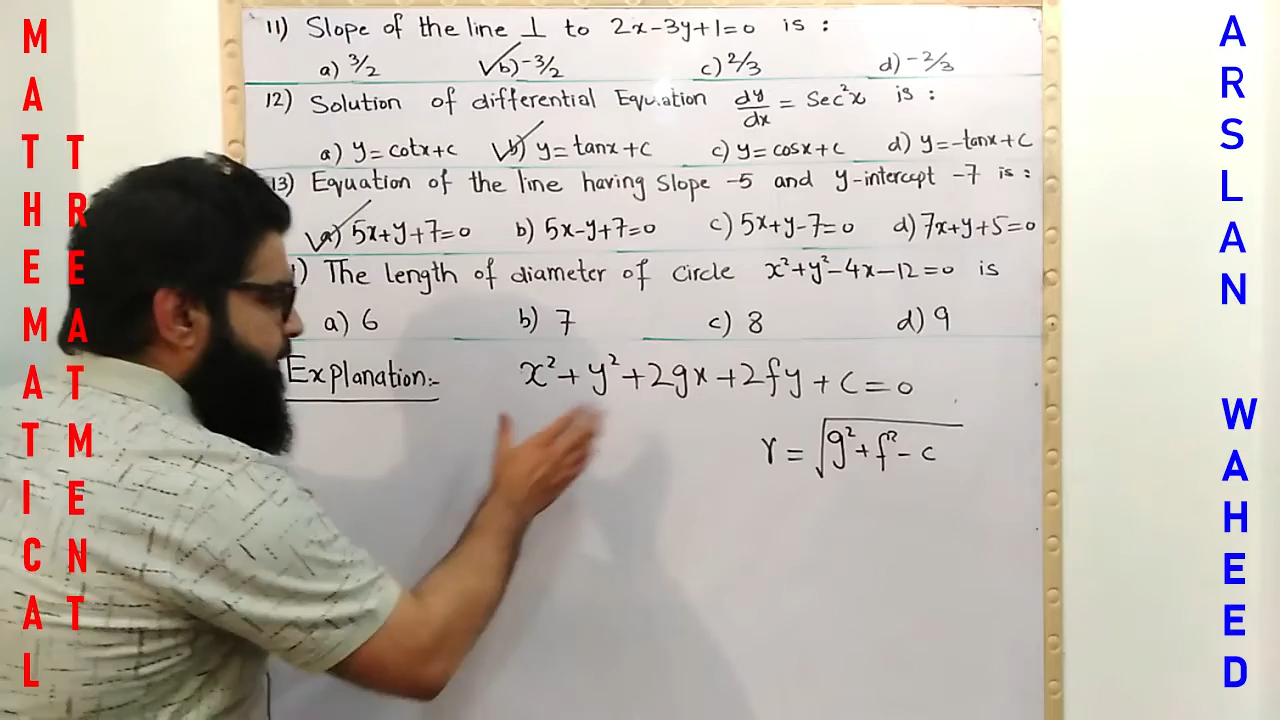 MATHEMATICAL
TREATMENT
11) Slope of the line ⊥ to 2x-3y+1=0 is :
a) 3/2 b) -3/2 c) 2/3 d) -2/3
12) Solution of differential Equation dy/dx = Sec²x is :
a) y=cotx+c b) y=tanx+c c) y=cosx+c d) y=-tanx+c
13) Equation of the line having slope -5 and y-intercept -7 is :
a) 5x+y+7=0 b) 5x-y+7=0 c) 5x+y-7=0 d) 7x+y+5=0
) The length of diameter of circle x²+y²-4x-12=0 is
a) 6 b) 7 c) 8 d) 9
Explanation:- x²+y²+2gx+2fy+c=0
r = √g²+f²-c
ARSLAN WAHEED